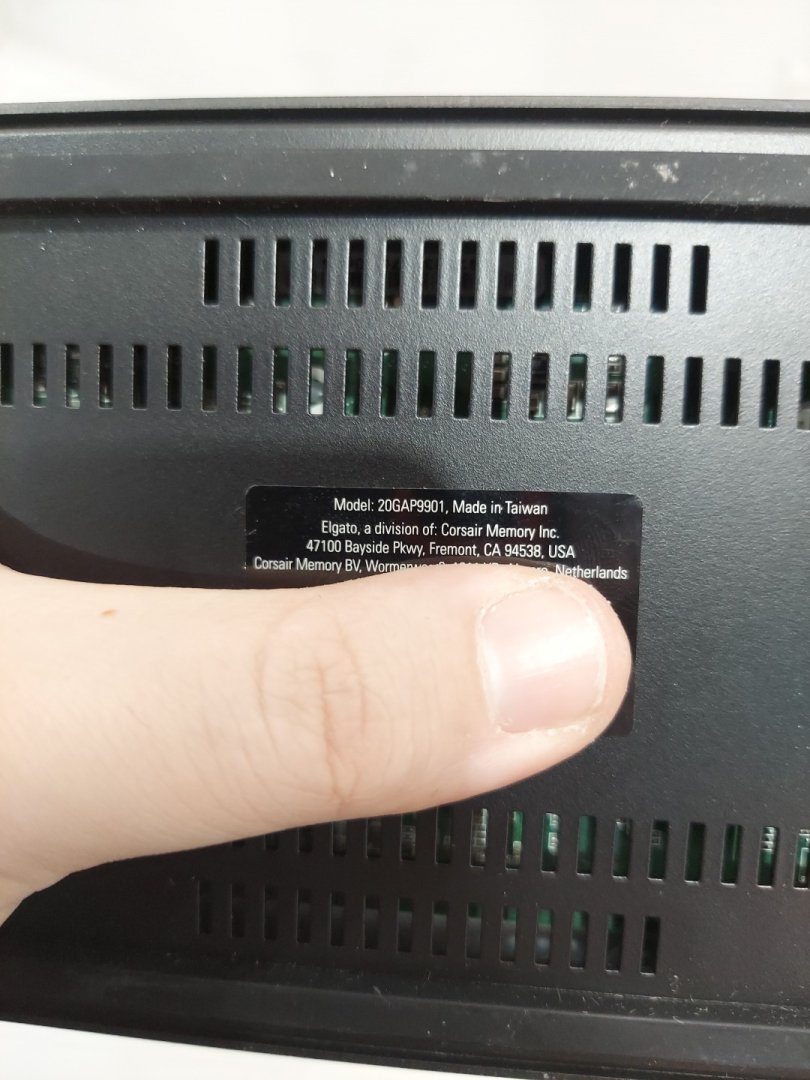 Model: 20GAP9901, Made in Taiwan
Elgato, a division of: Corsair Memory Inc.
47100 Bayside Pkwy, Fremont, CA 94538, USA
Corsair Memory BV, Netherlands